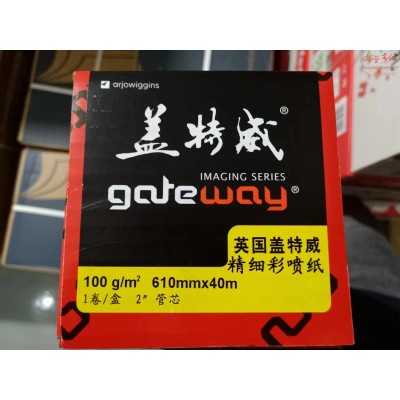 arjowiggins
盖特威®
IMAGING SERIES
gateway®
英国盖特威
精细彩喷纸
100 g/m² 610mmx40m
1卷/盒 2" 管芯